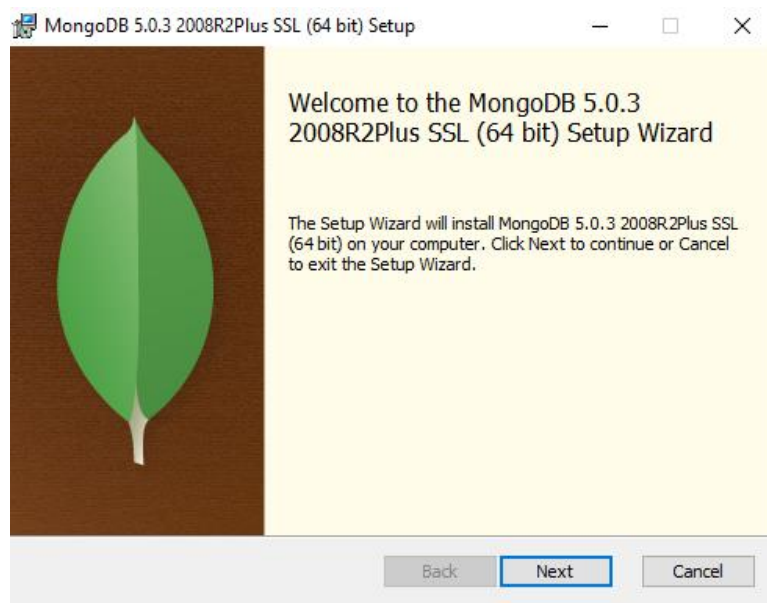 MongoDB 5.0.3 2008R2Plus SSL (64 bit) Setup
Welcome to the MongoDB 5.0.3
2008R2Plus SSL (64 bit) Setup Wizard
The Setup Wizard will install MongoDB 5.0.3 2008R2Plus SSL
(64 bit) on your computer. Click Next to continue or Cancel
to exit the Setup Wizard.
Back Next Cancel